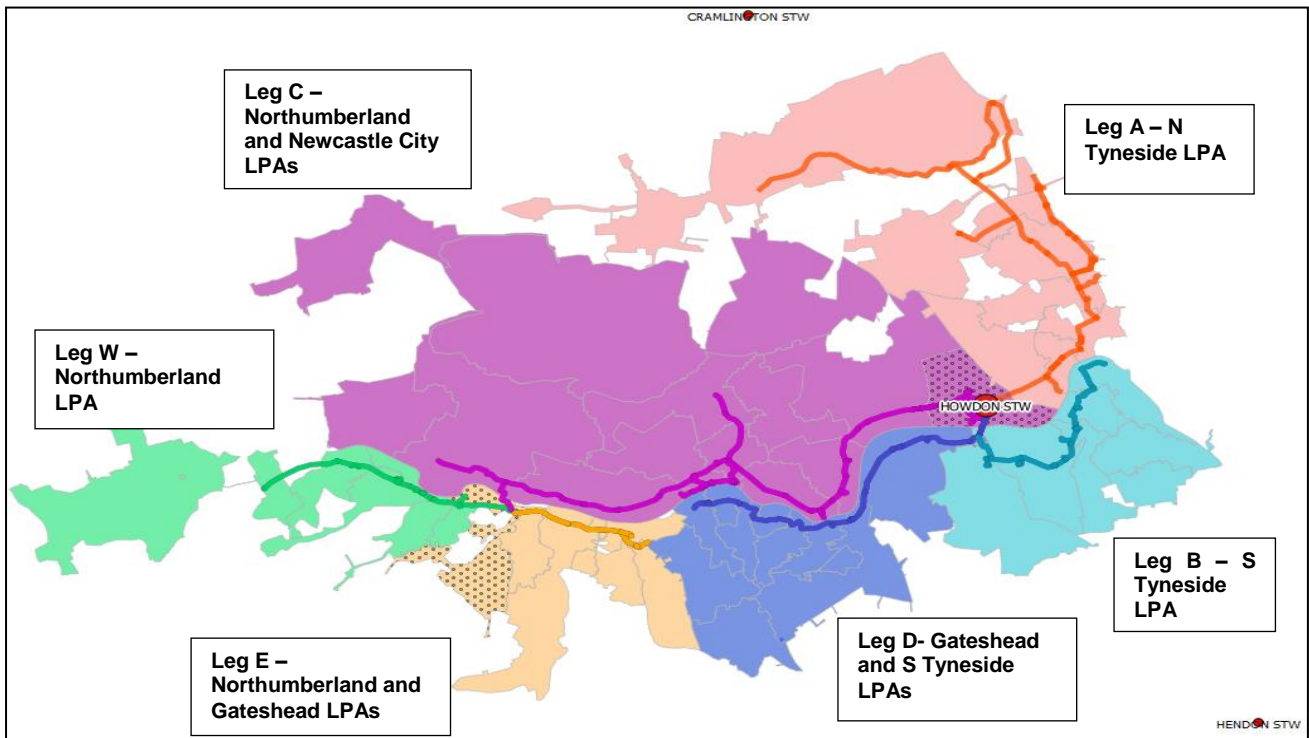 CRAMLINGTON STW
Leg C –
Northumberland
and Newcastle City
LPAs
Leg A – N
Tyneside LPA
Leg W –
Northumberland
LPA
HOWDON STW
Leg B – S
Tyneside
LPA
Leg E –
Northumberland and
Gateshead LPAs
Leg D- Gateshead
and S Tyneside
LPAs
HENDON STW